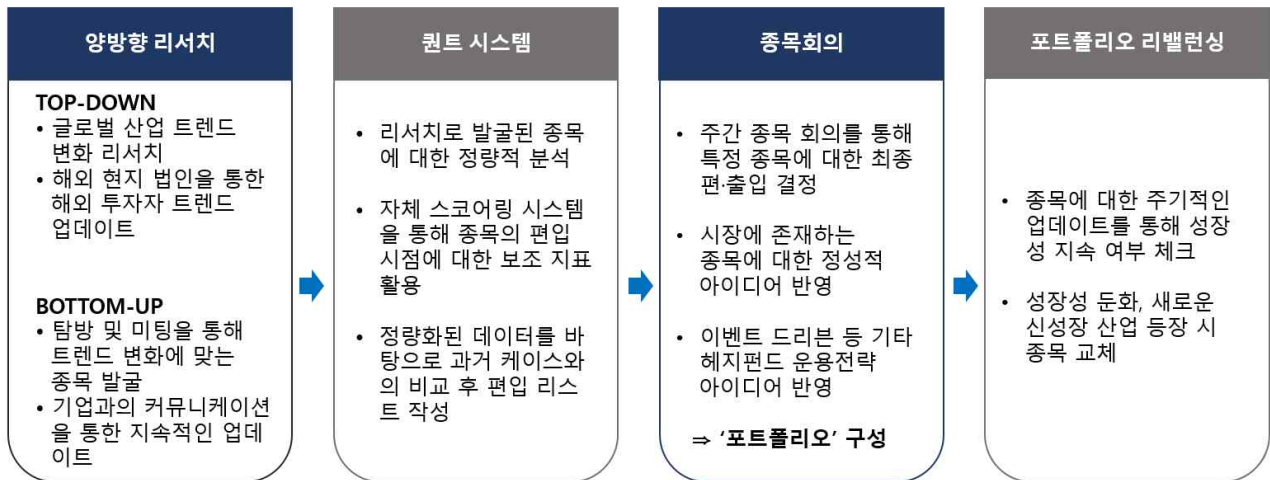 양방향 리서치
TOP-DOWN
• 글로벌 산업 트렌드
변화 리서치
• 해외 현지 법인을 통한
해외 투자자 트렌드
업데이트
BOTTOM-UP
• 탐방 및 미팅을 통해
트렌드 변화에 맞는
종목 발굴
• 기업과의 커뮤니케이션
을 통한 지속적인 업데
이트
퀀트 시스템
• 리서치로 발굴된 종목
에 대한 정량적 분석
• 자체 스코어링 시스템
을 통해 종목의 편입
시점에 대한 보조 지표
활용
• 정량화된 데이터를 바
탕으로 과거 케이스와
의 비교 후 편입 리스
트 작성
종목회의
• 주간 종목 회의를 통해
특정 종목에 대한 최종
편·출입 결정
• 시장에 존재하는
종목에 대한 정성적
아이디어 반영
• 이벤트 드리븐 등 기타
헤지펀드 운용전략
아이디어 반영
⇒ ‘포트폴리오’ 구성
포트폴리오 리밸런싱
• 종목에 대한 주기적인
업데이트를 통해 성장
성 지속 여부 체크
• 성장성 둔화, 새로운
신성장 산업 등장 시
종목 교체